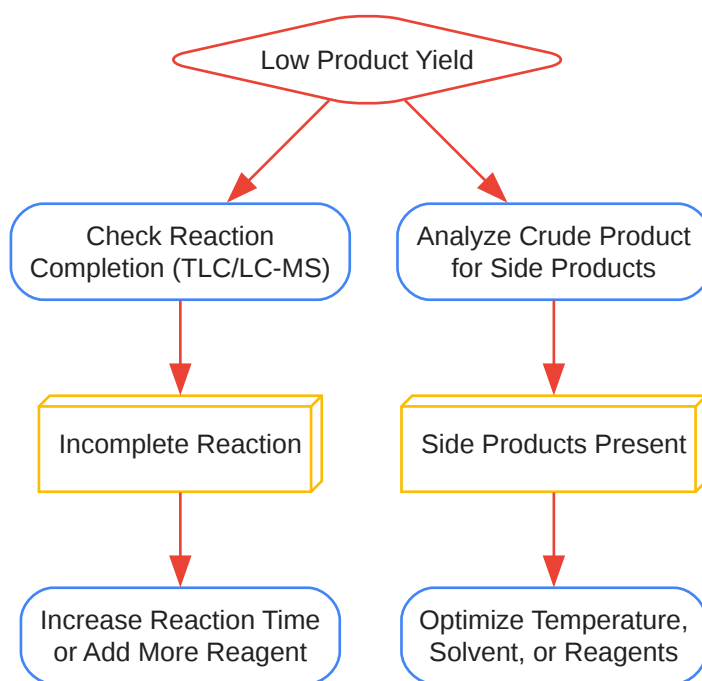 Low Product Yield
Check Reaction
Completion (TLC/LC-MS)
Analyze Crude Product
for Side Products
Incomplete Reaction
Side Products Present
Increase Reaction Time
or Add More Reagent
Optimize Temperature,
Solvent, or Reagents